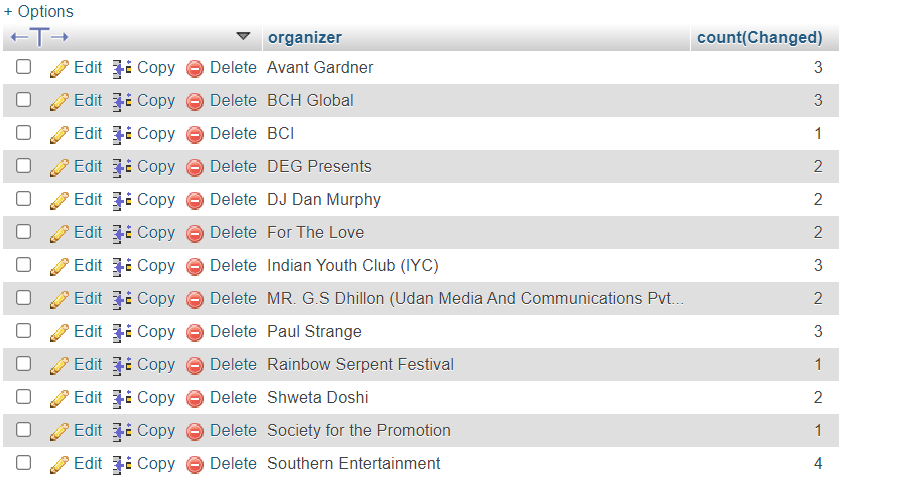 + Options
organizer count(Changed)
Edit Copy Delete Avant Gardner 3
Edit Copy Delete BCH Global 3
Edit Copy Delete BCI 1
Edit Copy Delete DEG Presents 2
Edit Copy Delete DJ Dan Murphy 2
Edit Copy Delete For The Love 2
Edit Copy Delete Indian Youth Club (IYC) 3
Edit Copy Delete MR. G.S Dhillon (Udan Media And Communications Pvt... 2
Edit Copy Delete Paul Strange 3
Edit Copy Delete Rainbow Serpent Festival 1
Edit Copy Delete Shweta Doshi 2
Edit Copy Delete Society for the Promotion 1
Edit Copy Delete Southern Entertainment 4